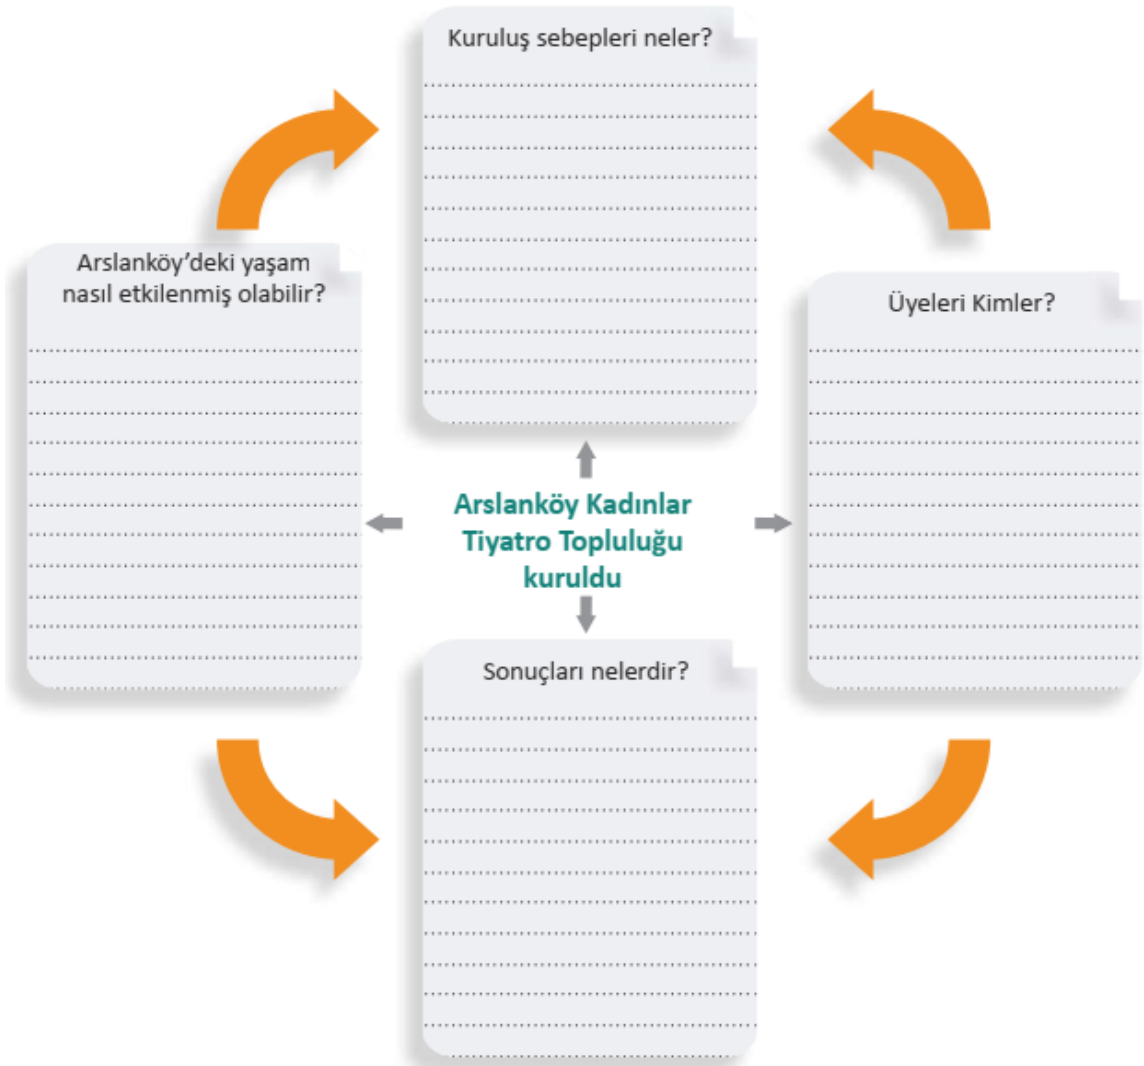 Kuruluş sebepleri neler?
Arslanköy'deki yaşam
nasıl etkilenmiş olabilir?
Üyeleri Kimler?
Arslanköy Kadınlar
Tiyatro Topluluğu
kuruldu
Sonuçları nelerdir?